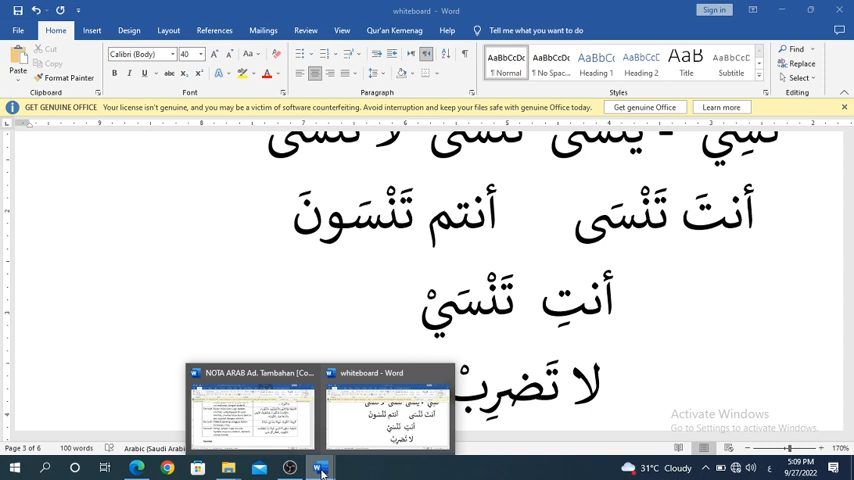 whiteboard - Word
Sign in
File Home Insert Design Layout References Mailings Review View Qur'an Kemenag Help Tell me what you want to do
Paste
Cut
Copy
Format Painter
Clipboard
Calibri (Body) 40
Font
Paragraph
AaBbCcDc AaBbCcDc AaBbCc AaBbCcC AaB AaBbCcD
¶ Normal ¶ No Spac... Heading 1 Heading 2 Title Subtitle
Styles
Find
Replace
Select
Editing
GET GENUINE OFFICE Your license isn't genuine, and you may be a victim of software counterfeiting. Avoid interruption and keep your files safe with genuine Office today. Get genuine Office Learn more
نَسِيَ - يَنْسَى تَنْسَى لا تَنْسَى
أنتَ تَنْسَى أنتم تَنْسَونَ
أنتِ تَنْسَيْ
لا تَضرِبْ
NOTA ARAB Ad. Tambahan [Co...
whiteboard - Word
Activate Windows
Go to Settings to activate Windows.
Page 3 of 6 100 words Arabic (Saudi Arabi 170%
31°C Cloudy
5:09 PM
9/27/2022